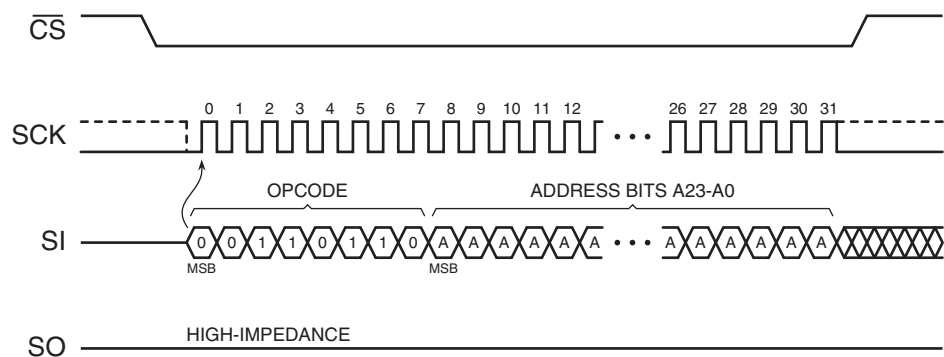 CS
0 1 2 3 4 5 6 7 8 9 10 11 12 26 27 28 29 30 31
SCK
OPCODE ADDRESS BITS A23-A0
SI 0 0 1 1 0 1 1 0 A A A A A A A A A A A A
MSB MSB
HIGH-IMPEDANCE
SO